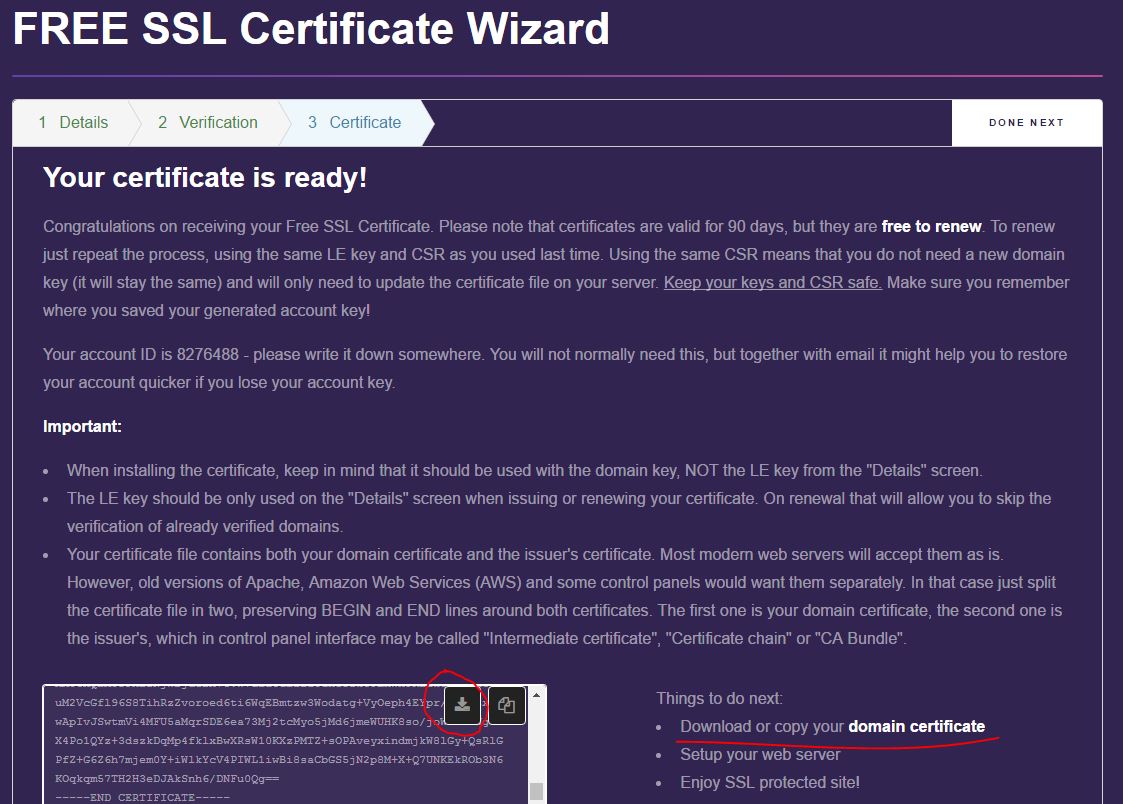 FREE SSL Certificate Wizard
1 Details
2 Verification
3 Certificate
DONE NEXT
Your certificate is ready!
Congratulations on receiving your Free SSL Certificate. Please note that certificates are valid for 90 days, but they are free to renew. To renew
just repeat the process, using the same LE key and CSR as you used last time. Using the same CSR means that you do not need a new domain
key (it will stay the same) and will only need to update the certificate file on your server. Keep your keys and CSR safe. Make sure you remember
where you saved your generated account key!
Your account ID is 8276488 - please write it down somewhere. You will not normally need this, but together with email it might help you to restore
your account quicker if you lose your account key.
Important:
• When installing the certificate, keep in mind that it should be used with the domain key, NOT the LE key from the "Details" screen.
• The LE key should be only used on the "Details" screen when issuing or renewing your certificate. On renewal that will allow you to skip the
verification of already verified domains.
• Your certificate file contains both your domain certificate and the issuer's certificate. Most modern web servers will accept them as is.
However, old versions of Apache, Amazon Web Services (AWS) and some control panels would want them separately. In that case just split
the certificate file in two, preserving BEGIN and END lines around both certificates. The first one is your domain certificate, the second one is
the issuer's, which in control panel interface may be called "Intermediate certificate", "Certificate chain" or "CA Bundle".
X4Po1QYz+3dszkDqMp4fklxBwXRsW10KXzPMTZ+sOPAveyxindmjkW8lGy+QsRlG
PfZ+G6Z6h7mjem0Y+iWlkYcV4PIWL1iwBi8saCbGS5jN2p8M+X+Q7UNKEkROb3N6
KOqkqm57TH2H3eDJAkSnh6/DNFu0Qg==
-----END CERTIFICATE-----
Things to do next:
• Download or copy your domain certificate
• Setup your web server
• Enjoy SSL protected site!